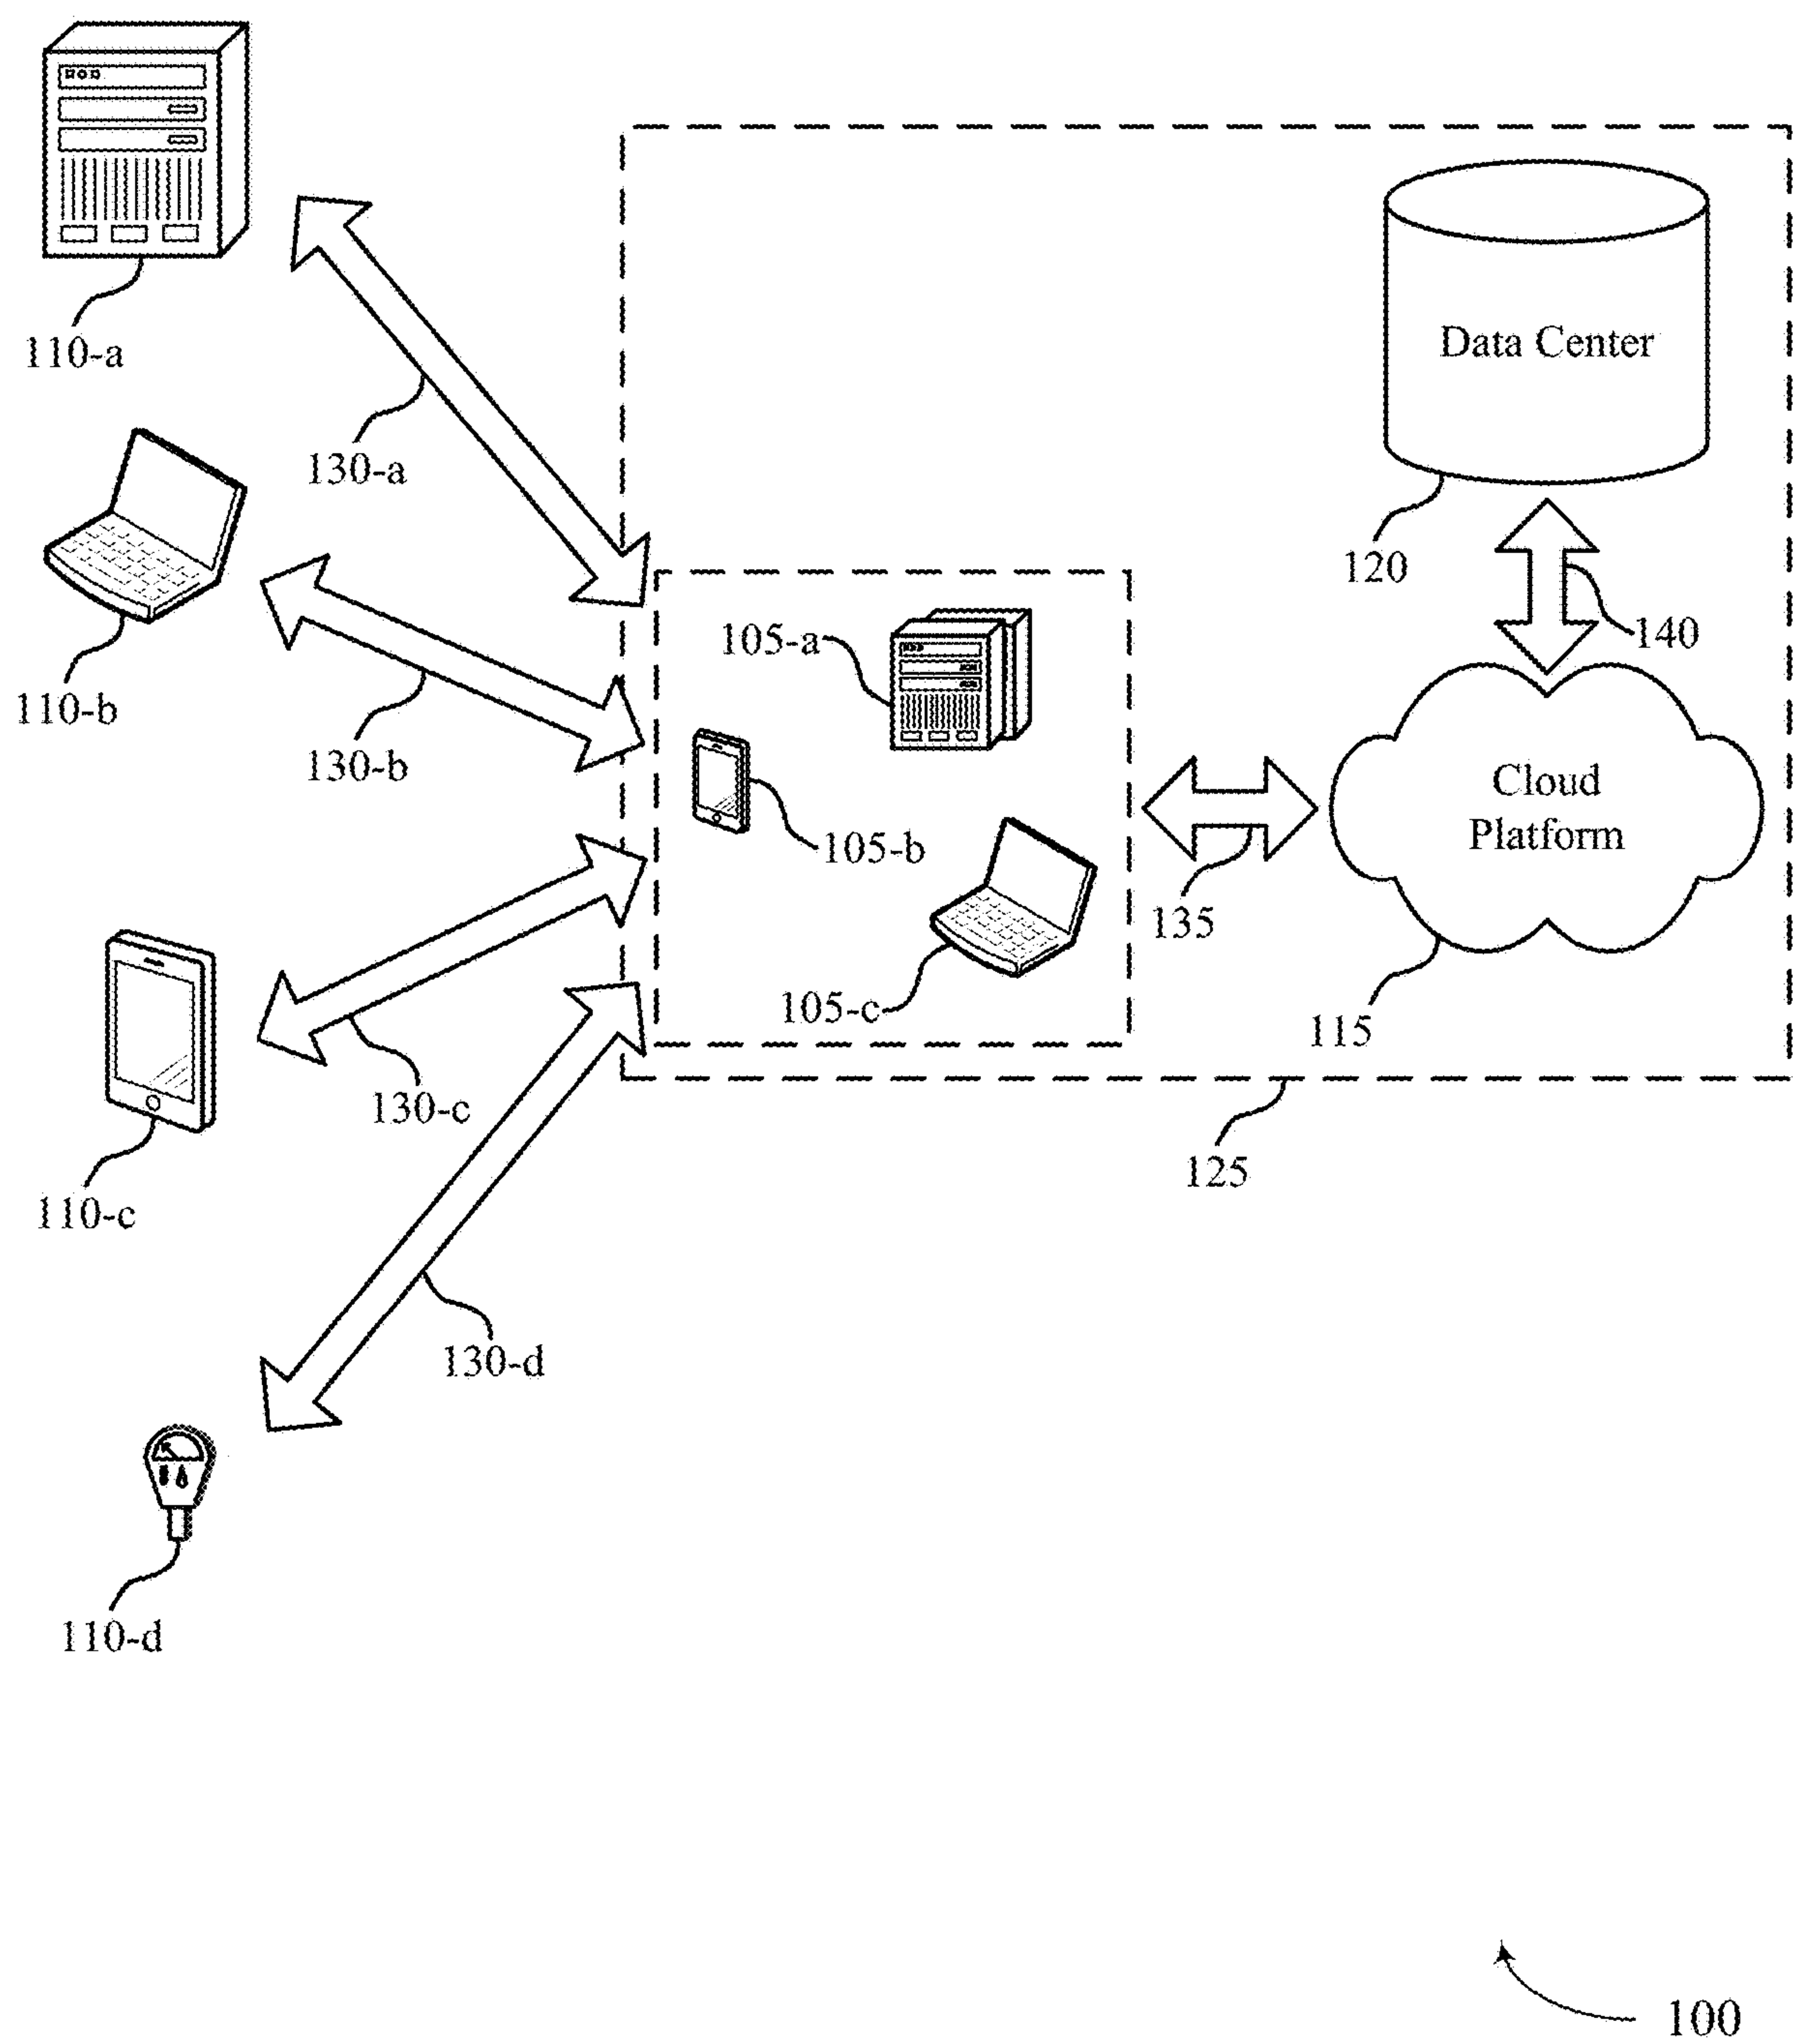 110-a
130-a
Data Center
120
140
110-b
130-b
105-a
105-b
105-c
Cloud
Platform
135
115
110-c
130-c
125
130-d
110-d
100